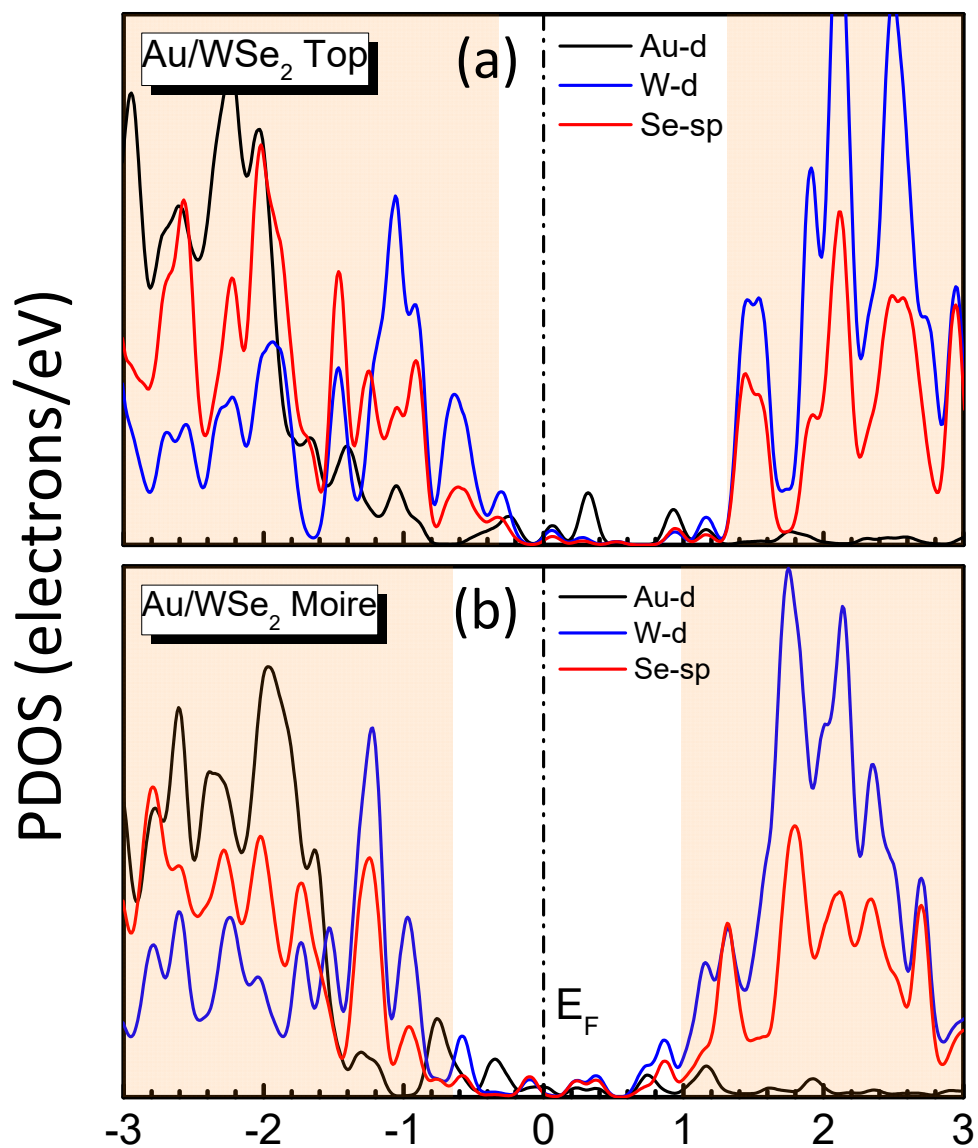 Au/WSe₂ Top
(a)
Au-d
W-d
Se-sp
PDOS (electrons/eV)
Au/WSe₂ Moire
(b)
Au-d
W-d
Se-sp
E_F
-3 -2 -1 0 1 2 3